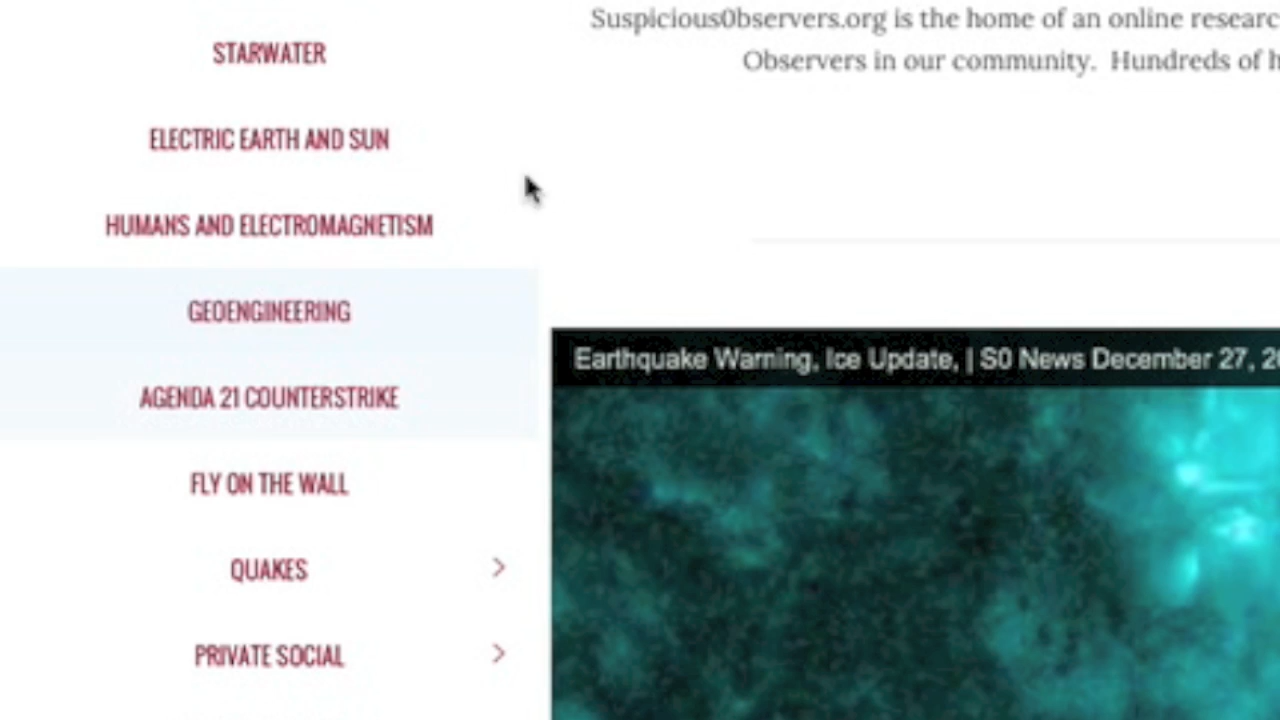 STARWATER
ELECTRIC EARTH AND SUN
HUMANS AND ELECTROMAGNETISM
GEOENGINEERING
AGENDA 21 COUNTERSTRIKE
FLY ON THE WALL
QUAKES
PRIVATE SOCIAL
Suspicious0bservers.org is the home of an online researc
Observers in our community. Hundreds of h
Earthquake Warning, Ice Update, | S0 News December 27, 20